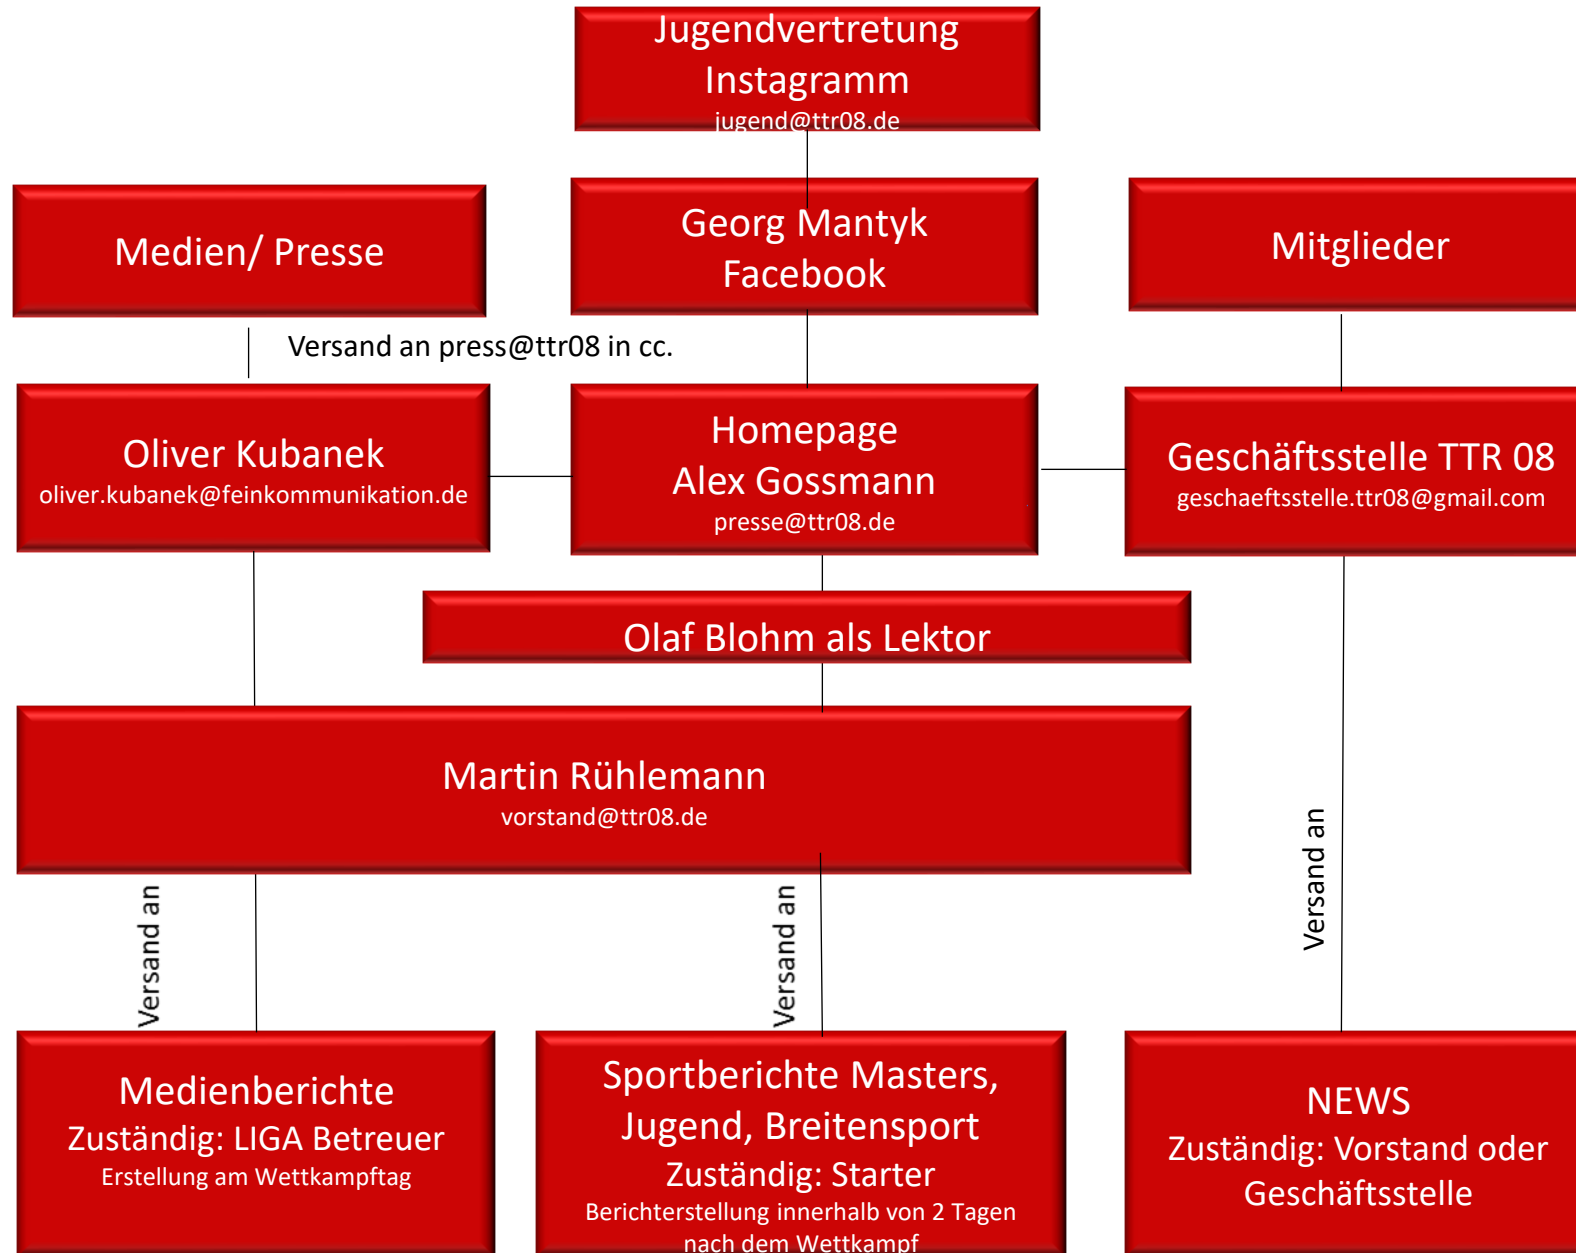 Jugendvertretung
Instagramm
jugend@ttr08.de
Medien/ Presse
Georg Mantyk
Facebook
Mitglieder
Versand an press@ttr08 in cc.
Oliver Kubanek
oliver.kubanek@feinkommunikation.de
Homepage
Alex Gossmann
presse@ttr08.de
Geschäftsstelle TTR 08
geschaeftsstelle.ttr08@gmail.com
Olaf Blohm als Lektor
Martin Rühlemann
vorstand@ttr08.de
Versand an
Versand an
Versand an
Medienberichte
Zuständig: LIGA Betreuer
Erstellung am Wettkampftag
Sportberichte Masters,
Jugend, Breitensport
Zuständig: Starter
Berichterstellung innerhalb von 2 Tagen
nach dem Wettkampf
NEWS
Zuständig: Vorstand oder
Geschäftsstelle